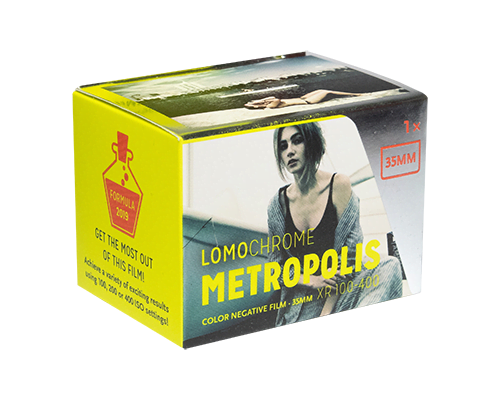 FORMULA
2019
GET THE MOST OUT
OF THIS FILM!
Achieve a variety of exciting results
using 100, 200 or 400 ISO settings!
1 x
35MM
LOMOCHROME
METROPOLIS
XR 100-400
COLOR NEGATIVE FILM - 35MM